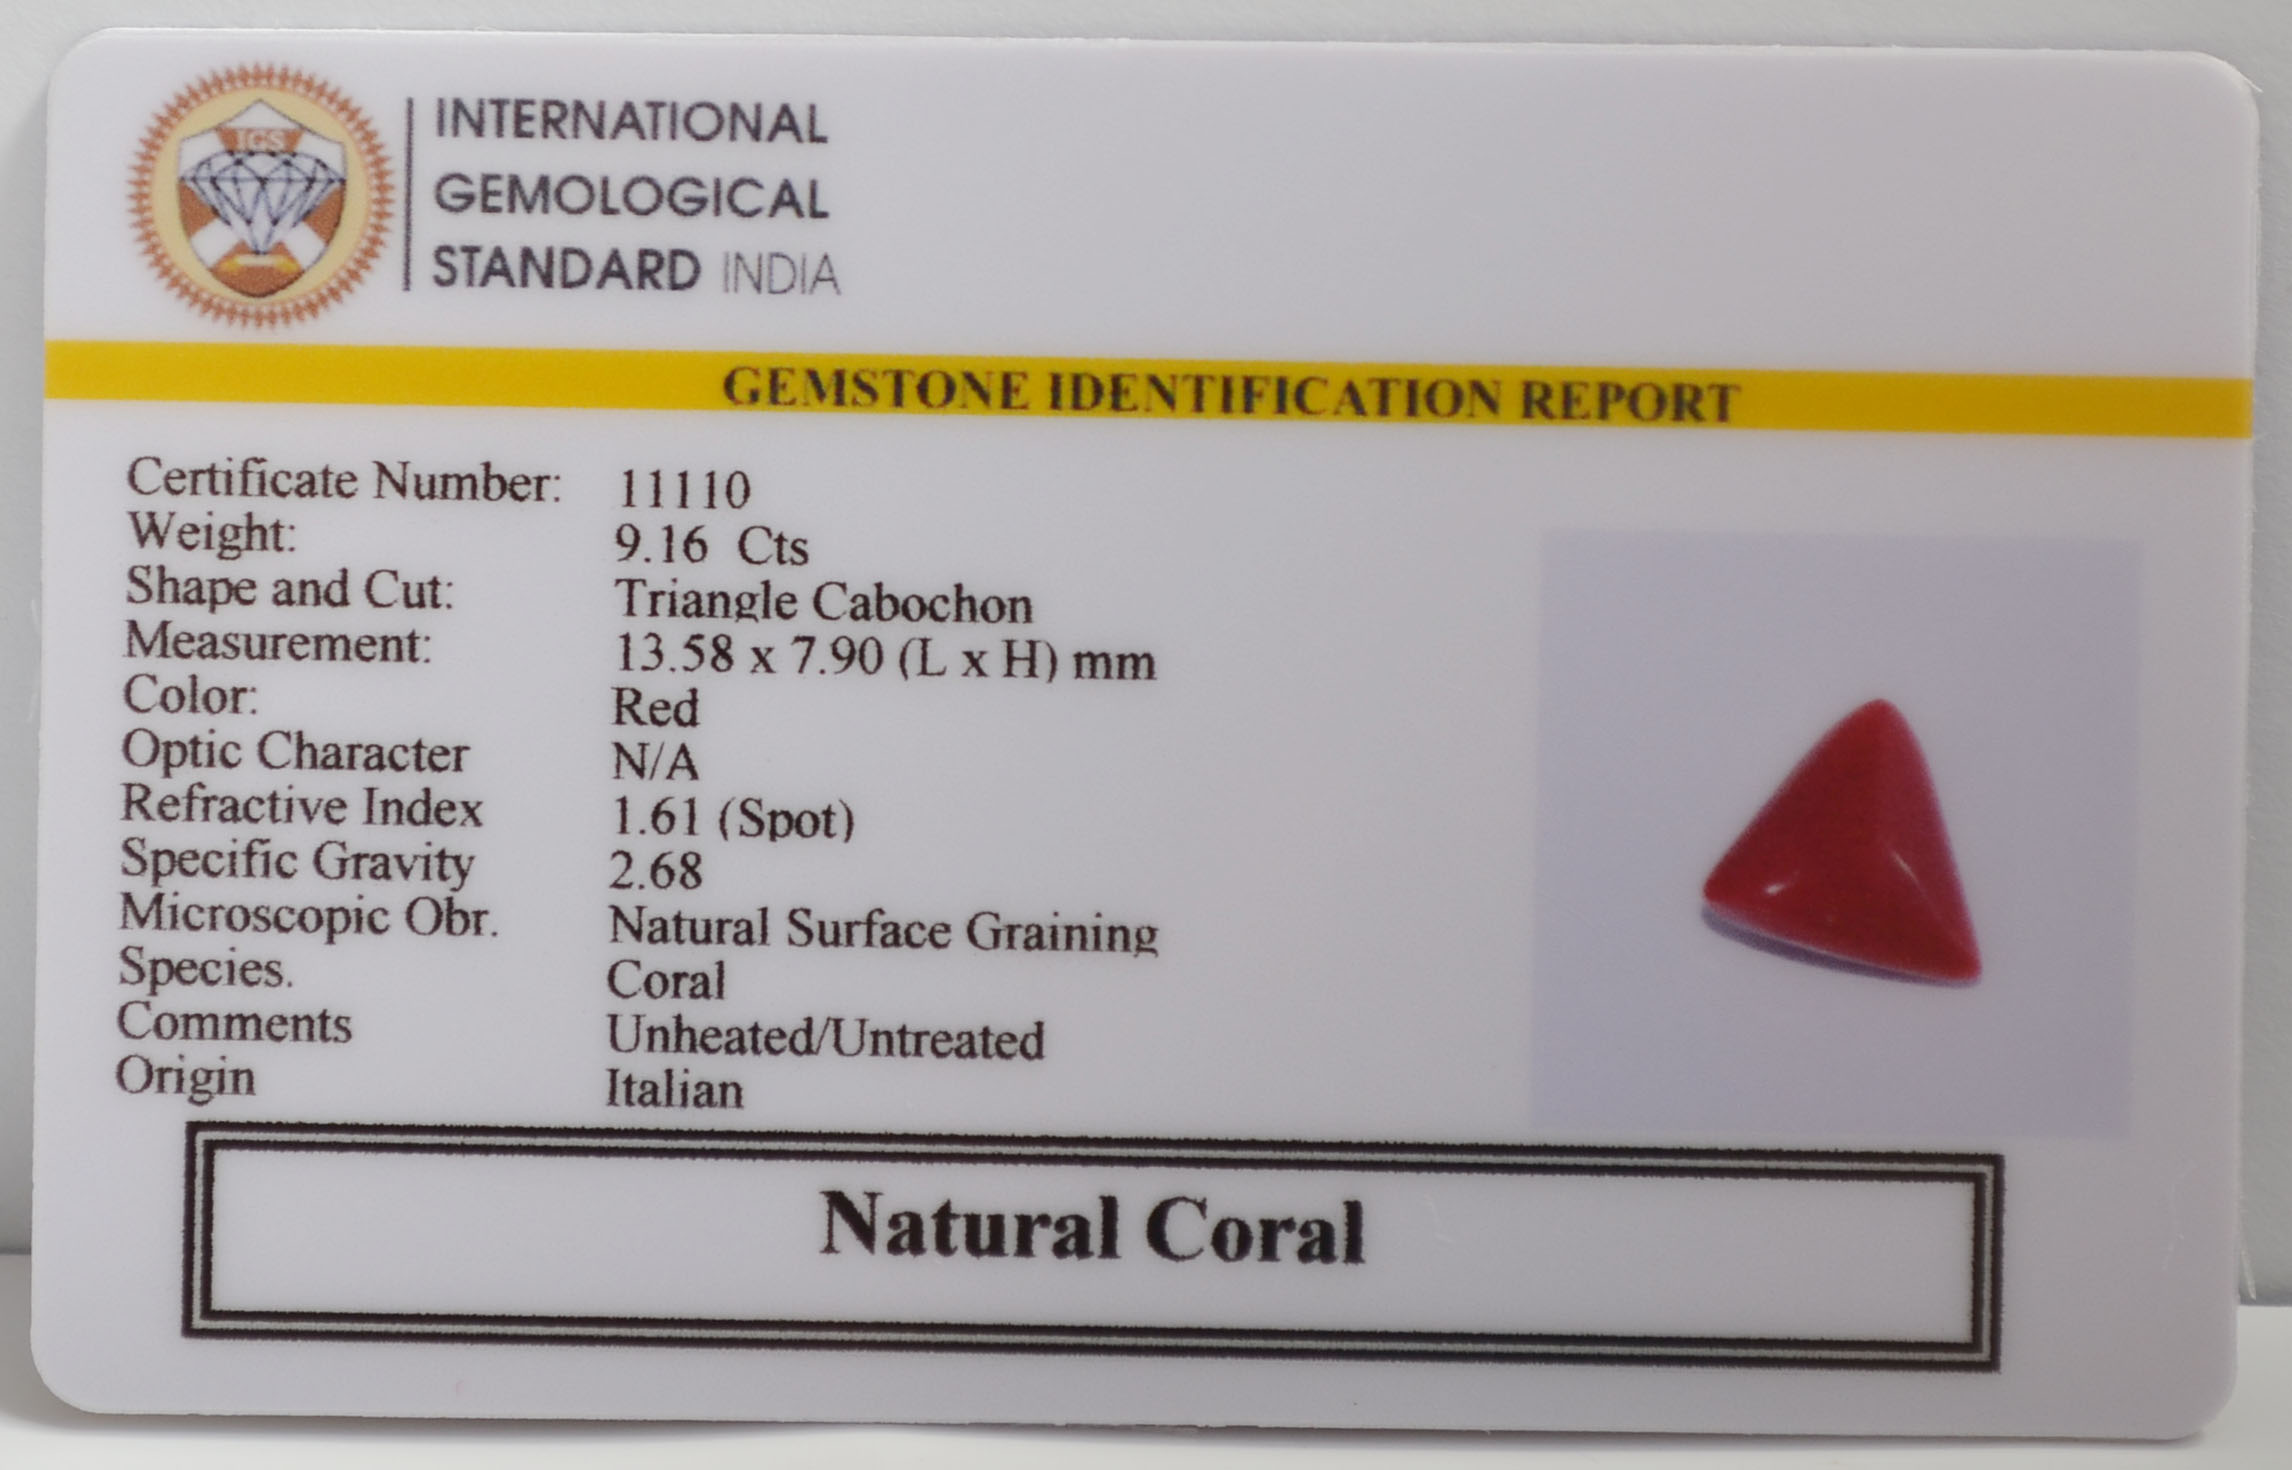 IGS
INTERNATIONAL
GEMOLOGICAL
STANDARD INDIA
GEMSTONE IDENTIFICATION REPORT
Certificate Number: 11110
Weight: 9.16 Cts
Shape and Cut: Triangle Cabochon
Measurement: 13.58 x 7.90 (L x H) mm
Color: Red
Optic Character N/A
Refractive Index 1.61 (Spot)
Specific Gravity 2.68
Microscopic Obr. Natural Surface Graining
Species. Coral
Comments Unheated/Untreated
Origin Italian
Natural Coral